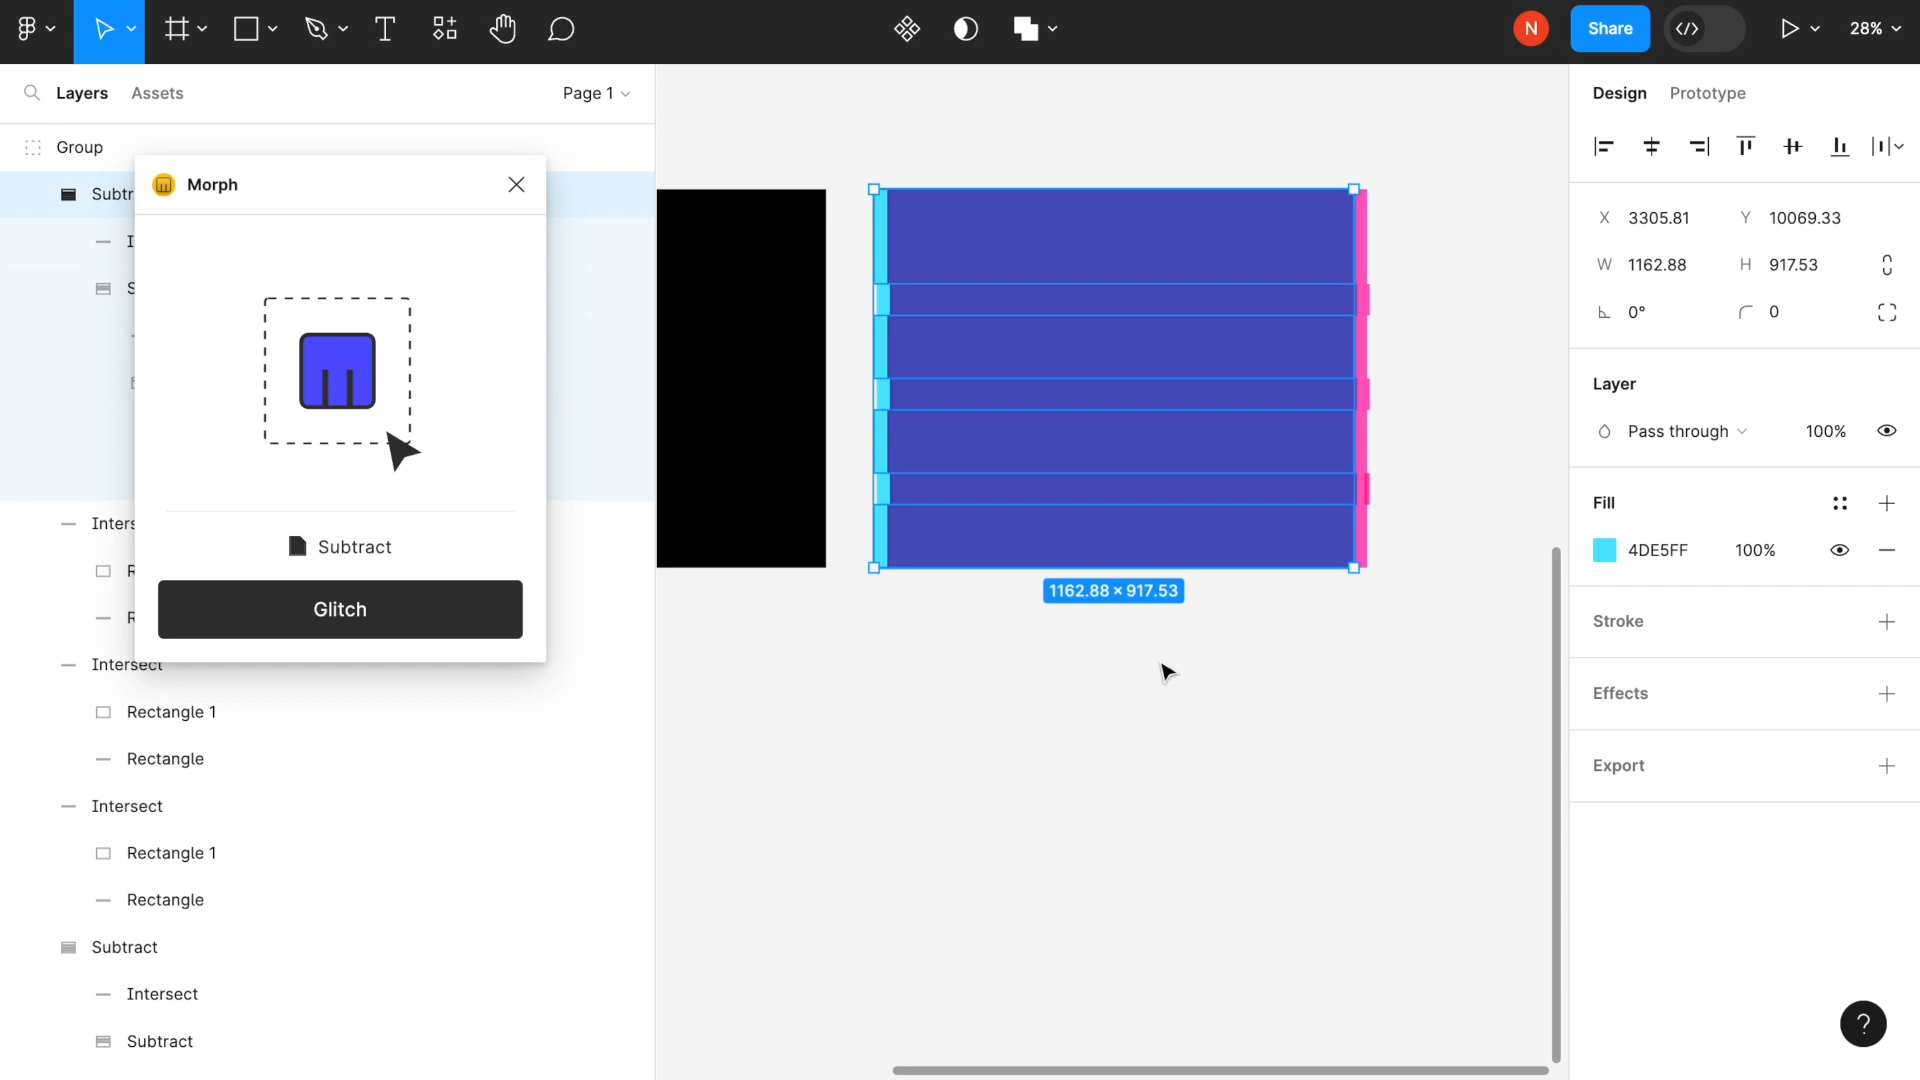 N
Share
28%
Layers
Assets
Page 1
Design
Prototype
Group
Subtr
I
S
Inters
R
R
Intersect
Rectangle 1
Rectangle
Intersect
Rectangle 1
Rectangle
Subtract
Intersect
Subtract
Morph
Subtract
Glitch
1162.88 × 917.53
X 3305.81 Y 10069.33
W 1162.88 H 917.53
0° 0
Layer
Pass through 100%
Fill
4DE5FF 100%
Stroke
Effects
Export
?